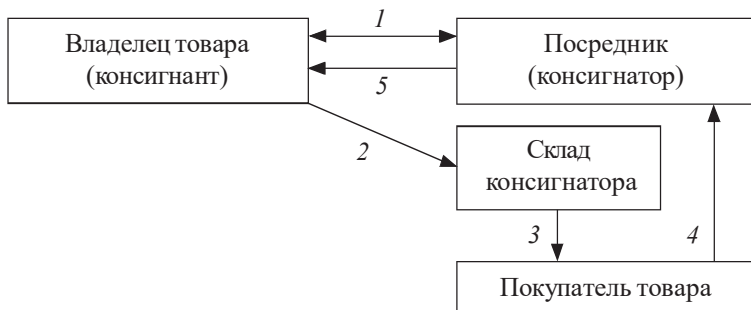 1
Владелец товара
(консигнант)
Посредник
(консигнатор)
5
2
Склад
консигнатора
3
4
Покупатель товара